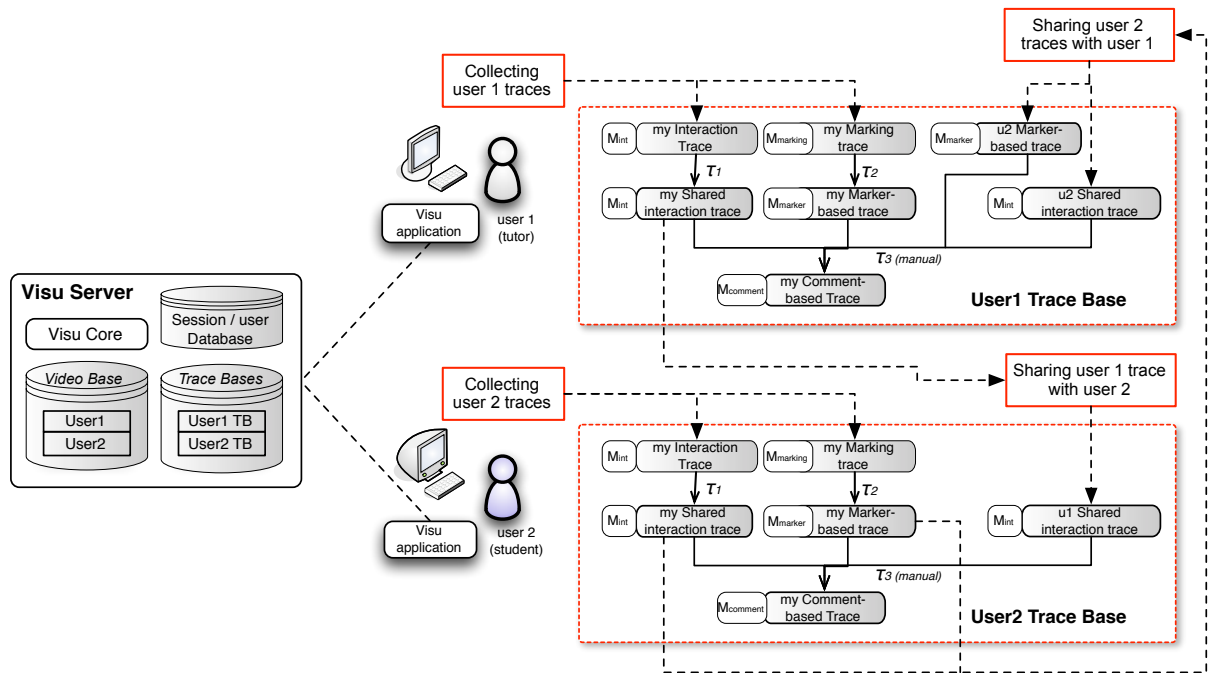 Sharing user 2
traces with user 1
Collecting
user 1 traces
Mint
my Interaction
Trace
Mmarking
my Marking
trace
Mmarker
u2 Marker-
based trace
τ1
τ2
Mint
my Shared
interaction trace
Mmarker
my Marker-
based trace
Mint
u2 Shared
interaction trace
τ3 (manual)
Mcomment
my Comment-
based Trace
User1 Trace Base
Visu
application
user 1
(tutor)
Visu Server
Visu Core
Session / user
Database
Video Base
User1
User2
Trace Bases
User1 TB
User2 TB
Collecting
user 2 traces
Sharing user 1 trace
with user 2
Mint
my Interaction
Trace
Mmarking
my Marking
trace
τ1
τ2
Mint
my Shared
interaction trace
Mmarker
my Marker-
based trace
Mint
u1 Shared
interaction trace
τ3 (manual)
Mcomment
my Comment-
based Trace
User2 Trace Base
Visu
application
user 2
(student)